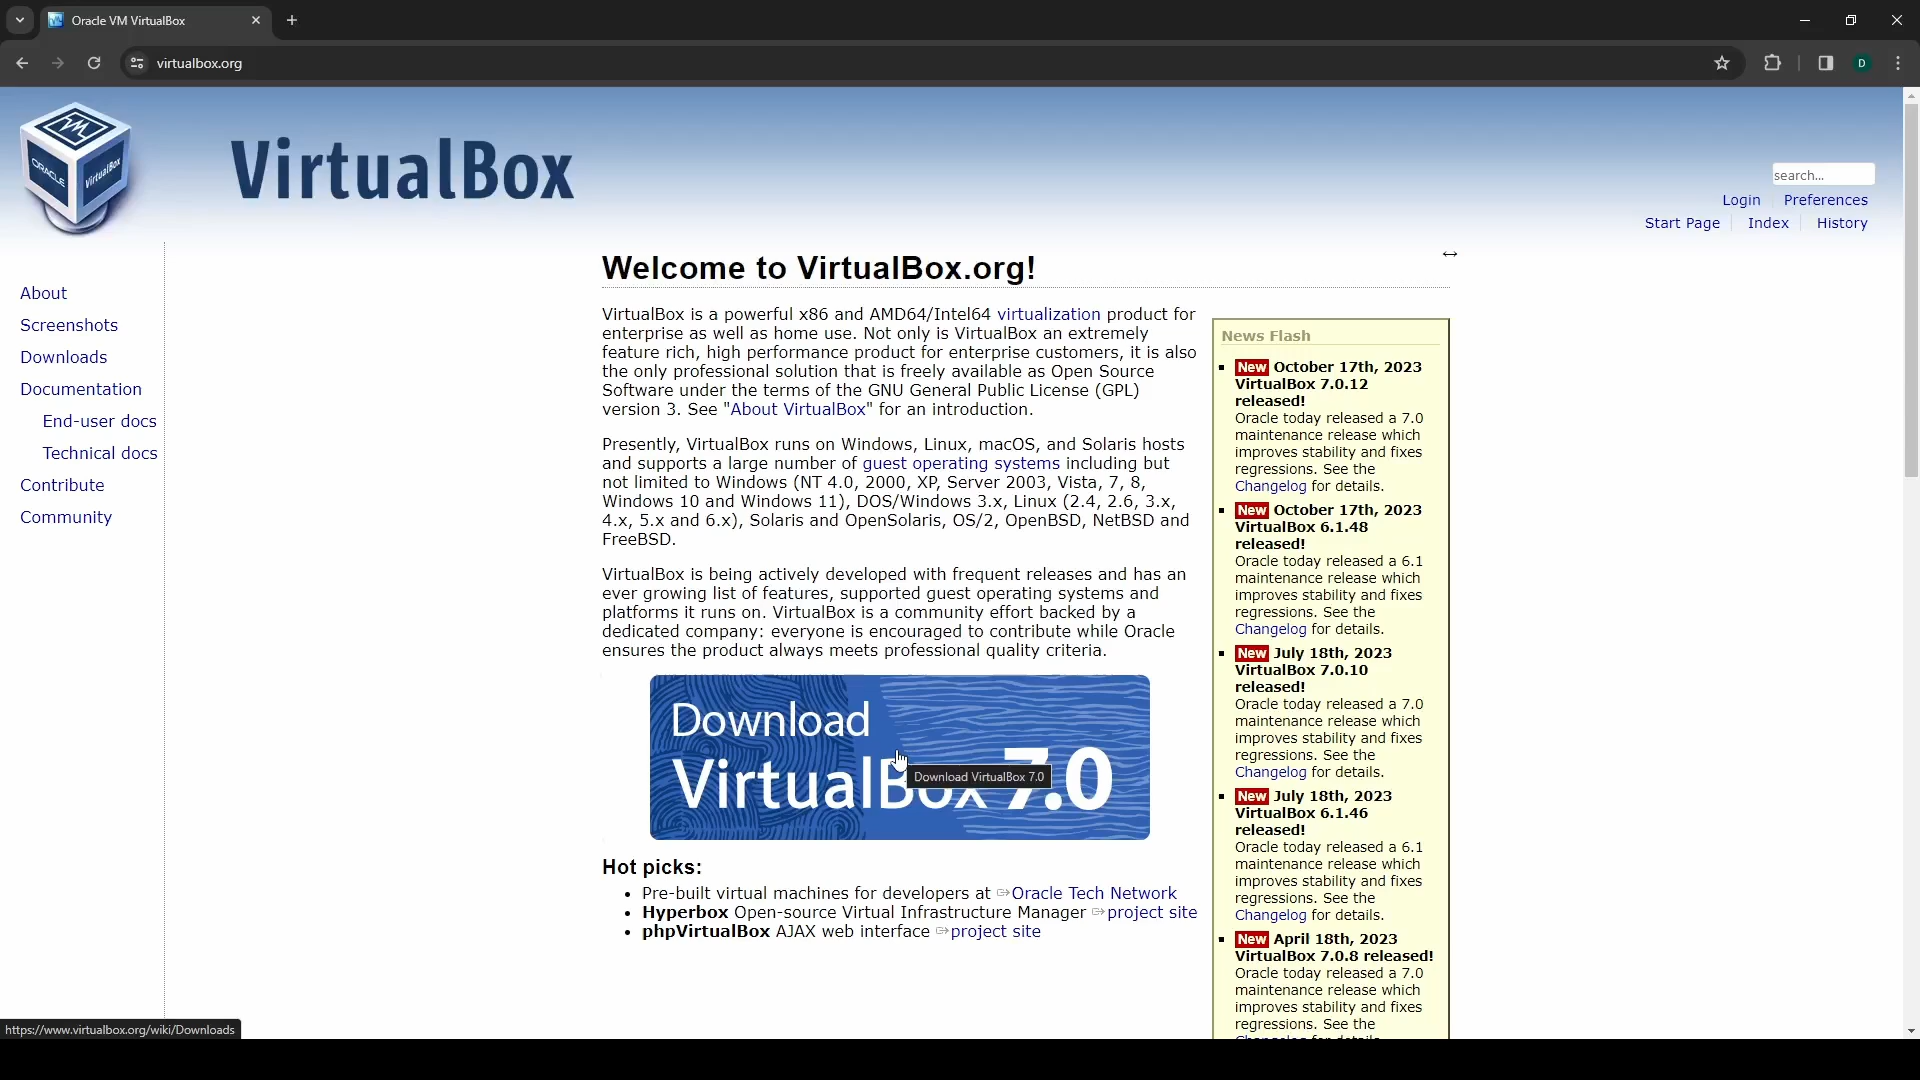 Oracle VM VirtualBox
virtualbox.org
D
ORACLE
VirtualBox
VirtualBox
search...
Login Preferences
Start Page Index History
About
Screenshots
Downloads
Documentation
End-user docs
Technical docs
Contribute
Community
Welcome to VirtualBox.org!
VirtualBox is a powerful x86 and AMD64/Intel64 virtualization product for
enterprise as well as home use. Not only is VirtualBox an extremely
feature rich, high performance product for enterprise customers, it is also
the only professional solution that is freely available as Open Source
Software under the terms of the GNU General Public License (GPL)
version 3. See "About VirtualBox" for an introduction.
Presently, VirtualBox runs on Windows, Linux, macOS, and Solaris hosts
and supports a large number of guest operating systems including but
not limited to Windows (NT 4.0, 2000, XP, Server 2003, Vista, 7, 8,
Windows 10 and Windows 11), DOS/Windows 3.x, Linux (2.4, 2.6, 3.x,
4.x, 5.x and 6.x), Solaris and OpenSolaris, OS/2, OpenBSD, NetBSD and
FreeBSD.
VirtualBox is being actively developed with frequent releases and has an
ever growing list of features, supported guest operating systems and
platforms it runs on. VirtualBox is a community effort backed by a
dedicated company: everyone is encouraged to contribute while Oracle
ensures the product always meets professional quality criteria.
Download
VirtualBox 7.0
Download VirtualBox 7.0
Hot picks:
Pre-built virtual machines for developers at Oracle Tech Network
Hyperbox Open-source Virtual Infrastructure Manager project site
phpVirtualBox AJAX web interface project site
News Flash
New October 17th, 2023
VirtualBox 7.0.12
released!
Oracle today released a 7.0
maintenance release which
improves stability and fixes
regressions. See the
Changelog for details.
New October 17th, 2023
VirtualBox 6.1.48
released!
Oracle today released a 6.1
maintenance release which
improves stability and fixes
regressions. See the
Changelog for details.
New July 18th, 2023
VirtualBox 7.0.10
released!
Oracle today released a 7.0
maintenance release which
improves stability and fixes
regressions. See the
Changelog for details.
New July 18th, 2023
VirtualBox 6.1.46
released!
Oracle today released a 6.1
maintenance release which
improves stability and fixes
regressions. See the
Changelog for details.
New April 18th, 2023
VirtualBox 7.0.8 released!
Oracle today released a 7.0
maintenance release which
improves stability and fixes
regressions. See the
Changelog for details.
https://www.virtualbox.org/wiki/Downloads